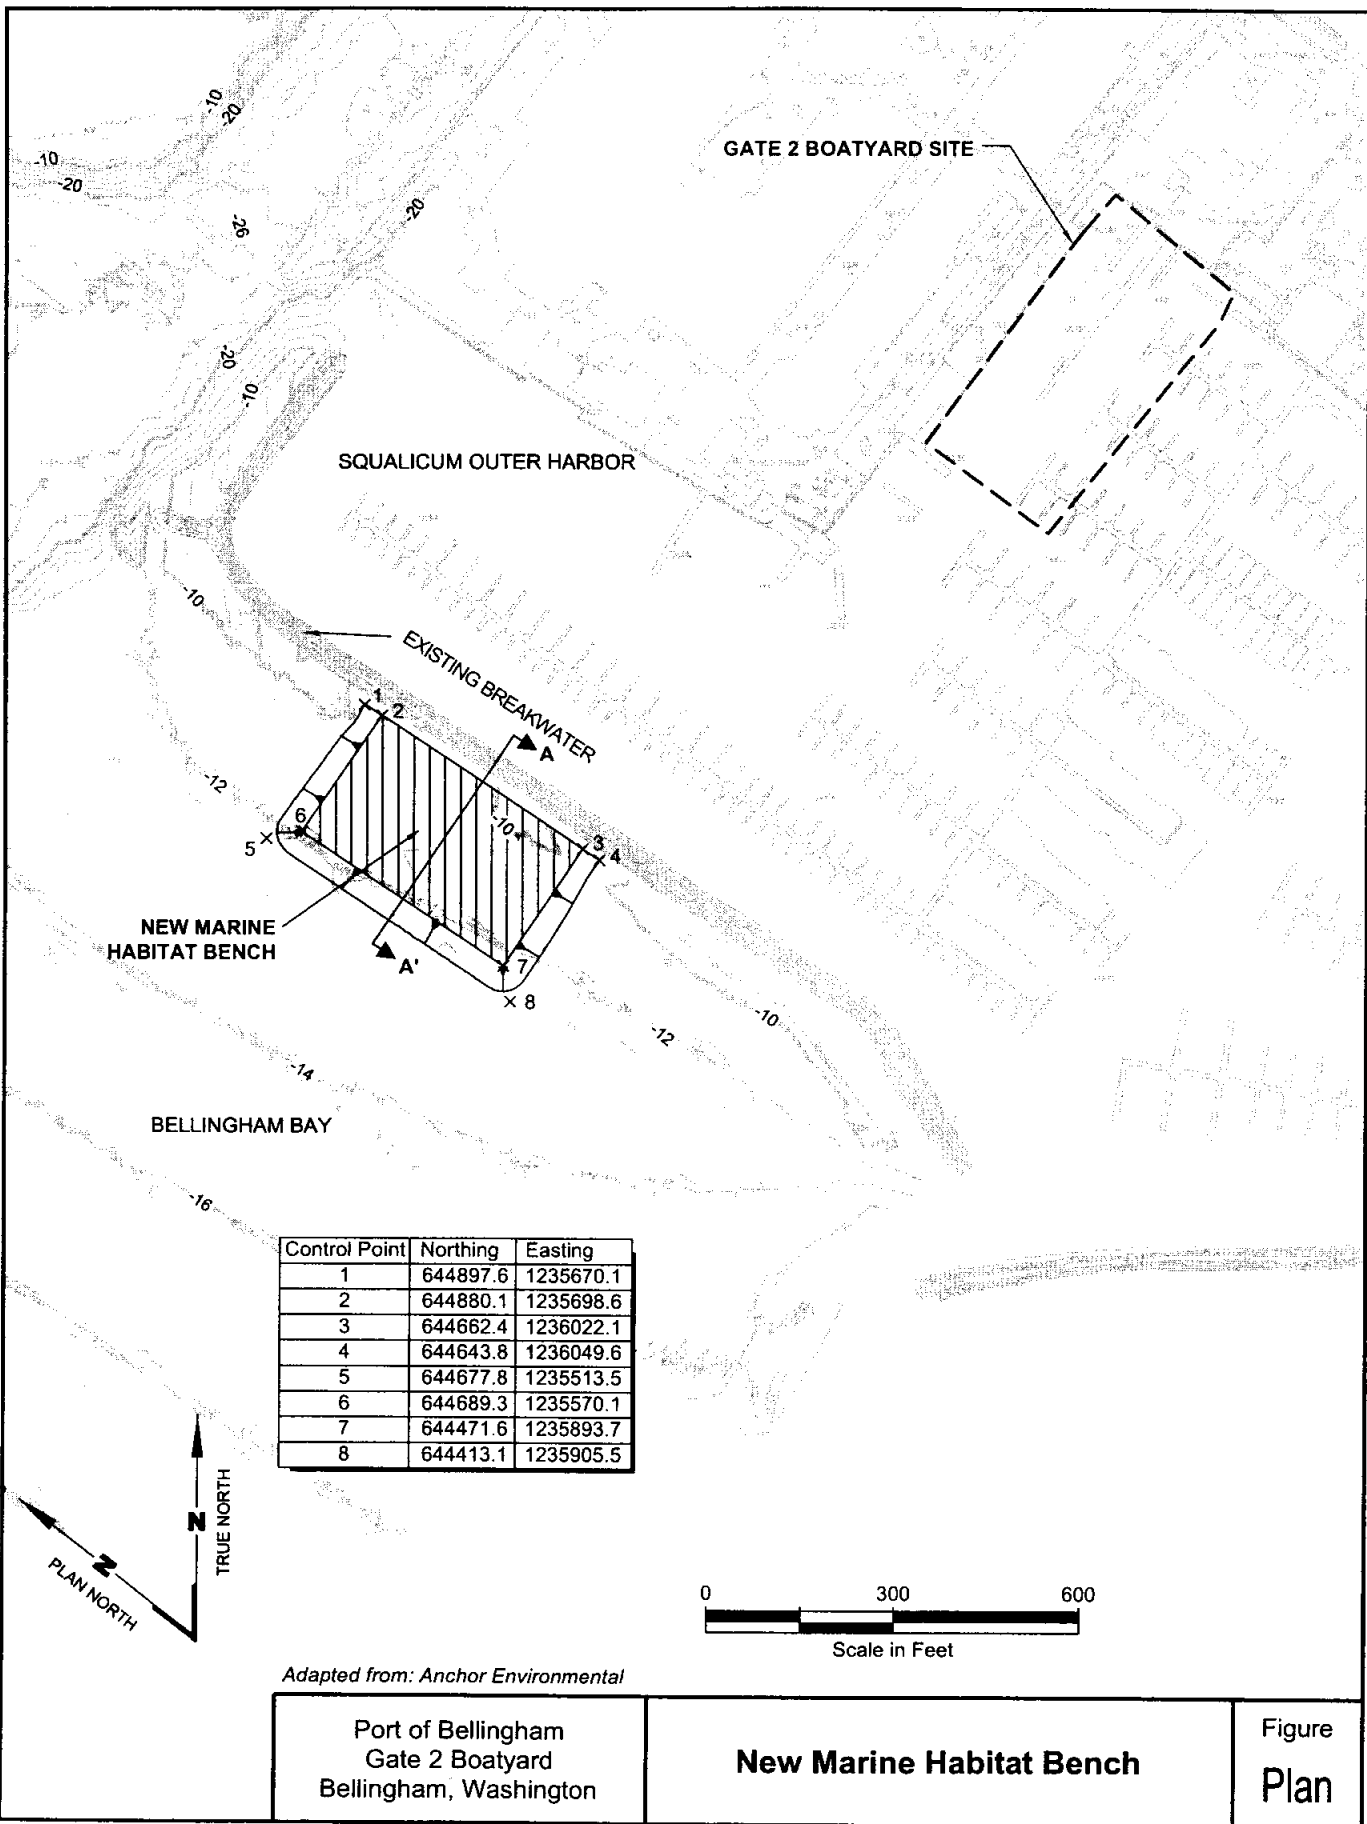 -10
-20
-10
-20
-26
-20
GATE 2 BOATYARD SITE
-20
-10
SQUALICUM OUTER HARBOR
-10
EXISTING BREAKWATER
1
2
A
-12
6
5
-10
3
4
NEW MARINE
HABITAT BENCH
A'
7
8
-10
-12
-14
BELLINGHAM BAY
-16
Control Point Northing Easting
1 644897.6 1235670.1
2 644880.1 1235698.6
3 644662.4 1236022.1
4 644643.8 1236049.6
5 644677.8 1235513.5
6 644689.3 1235570.1
7 644471.6 1235893.7
8 644413.1 1235905.5
N
TRUE NORTH
N
PLAN NORTH
0 300 600
Scale in Feet
Adapted from: Anchor Environmental
Port of Bellingham
Gate 2 Boatyard
Bellingham, Washington
New Marine Habitat Bench
Figure
Plan